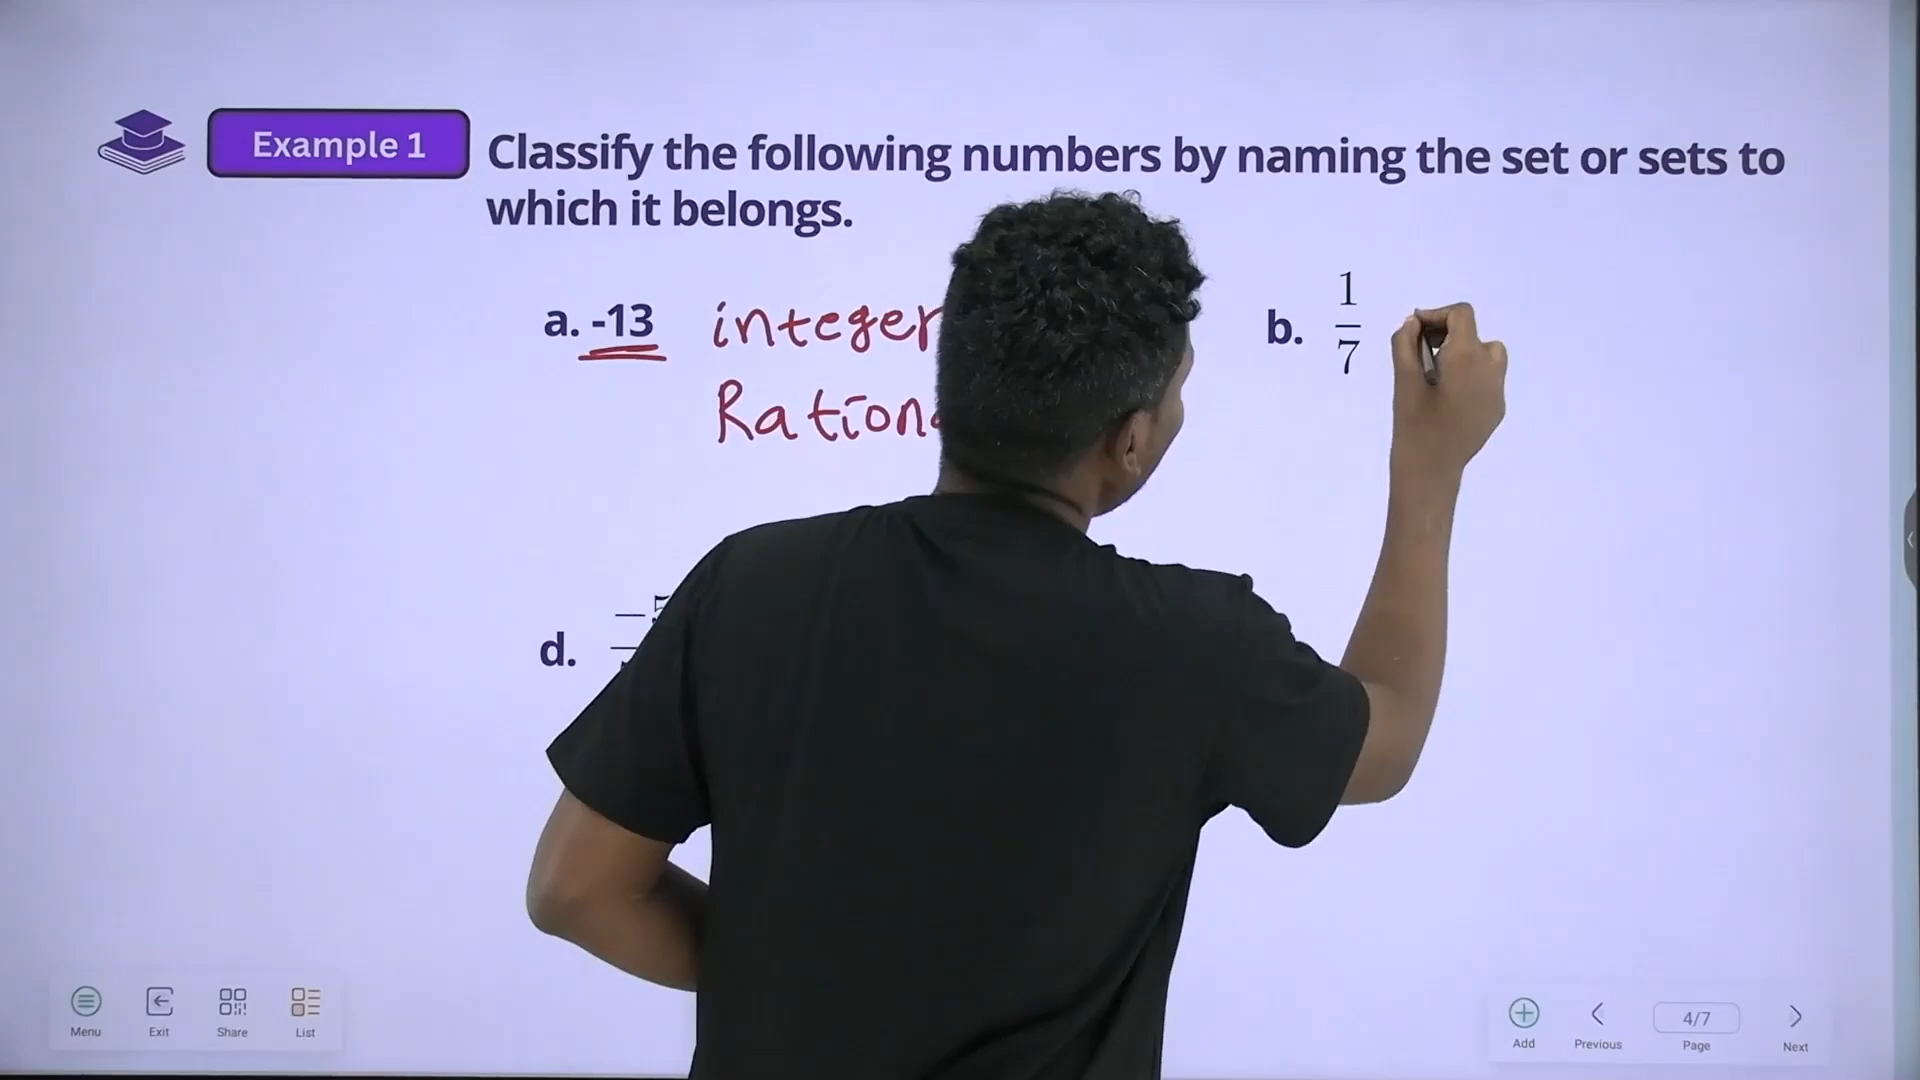 Example 1
Classify the following numbers by naming the set or sets to
which it belongs.
a. -13 integer
b. 1/7
d.
Menu
Exit
Share
List
Add
Previous
4/7
Page
Next